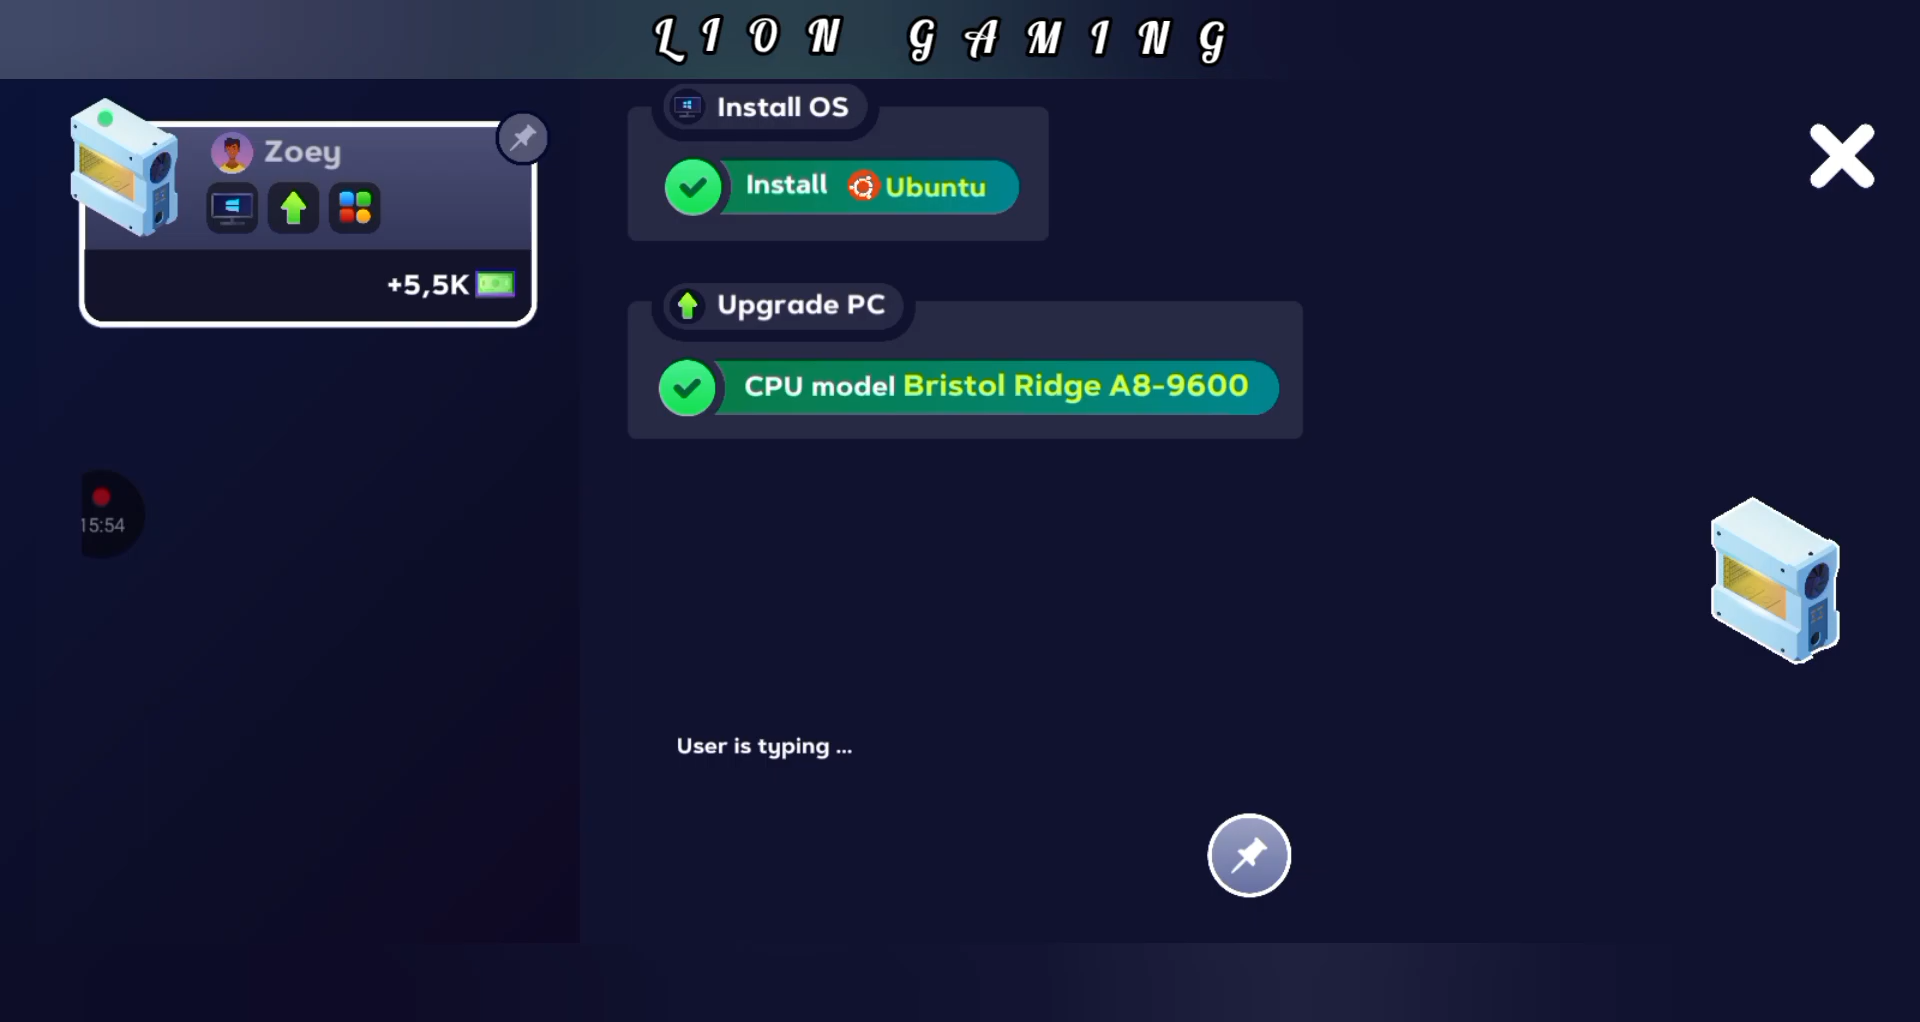 LION GAMING
Zoey
+5,5K
15:54
Install OS
Install Ubuntu
Upgrade PC
CPU model Bristol Ridge A8-9600
User is typing ...